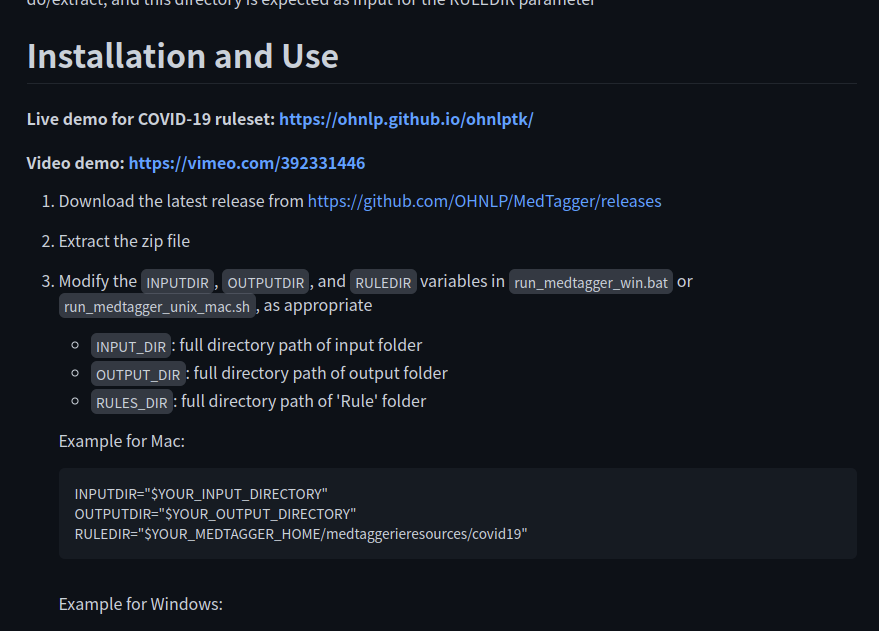 do/extract, and this directory is expected as input for the RULEDIR parameter
Installation and Use
Live demo for COVID-19 ruleset: https://ohnlp.github.io/ohnlptk/
Video demo: https://vimeo.com/392331446
1. Download the latest release from https://github.com/OHNLP/MedTagger/releases
2. Extract the zip file
3. Modify the INPUTDIR, OUTPUTDIR, and RULEDIR variables in run_medtagger_win.bat or
run_medtagger_unix_mac.sh, as appropriate
INPUT_DIR: full directory path of input folder
OUTPUT_DIR: full directory path of output folder
RULES_DIR: full directory path of 'Rule' folder
Example for Mac:
INPUTDIR="$YOUR_INPUT_DIRECTORY"
OUTPUTDIR="$YOUR_OUTPUT_DIRECTORY"
RULEDIR="$YOUR_MEDTAGGER_HOME/medtaggerieresources/covid19"
Example for Windows: